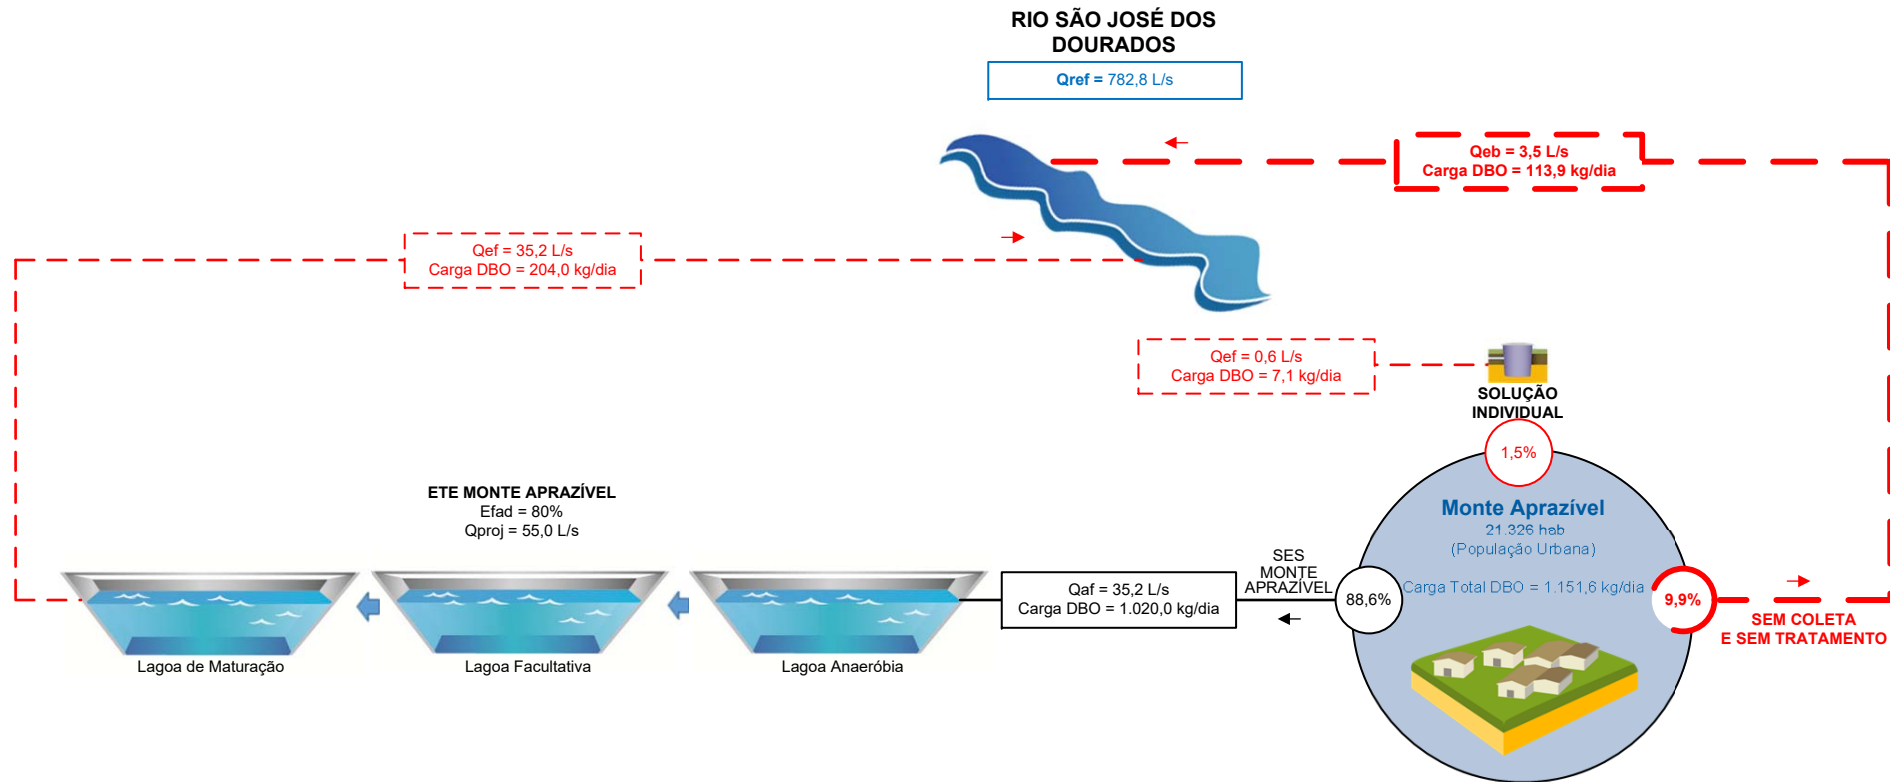 RIO SÃO JOSÉ DOS
DOURADOS
Qref = 782,8 L/s
Qeb = 3,5 L/s
Carga DBO = 113,9 kg/dia
Qef = 35,2 L/s
Carga DBO = 204,0 kg/dia
Qef = 0,6 L/s
Carga DBO = 7,1 kg/dia
SOLUÇÃO
INDIVIDUAL
1,5%
ETE MONTE APRAZÍVEL
Efad = 80%
Qproj = 55,0 L/s
Monte Aprazível
21.326 hab
(População Urbana)
Carga Total DBO = 1.151,6 kg/dia
SES
MONTE
APRAZÍVEL
Qaf = 35,2 L/s
Carga DBO = 1.020,0 kg/dia
88,6%
9,9%
SEM COLETA
E SEM TRATAMENTO
Lagoa de Maturação
Lagoa Facultativa
Lagoa Anaeróbia